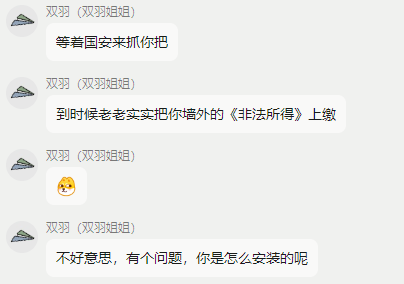 双羽（双羽姐姐）
等着国安来抓你把
双羽（双羽姐姐）
到时候老老实实把你墙外的《非法所得》上缴
双羽（双羽姐姐）
双羽（双羽姐姐）
不好意思，有个问题，你是怎么安装的呢